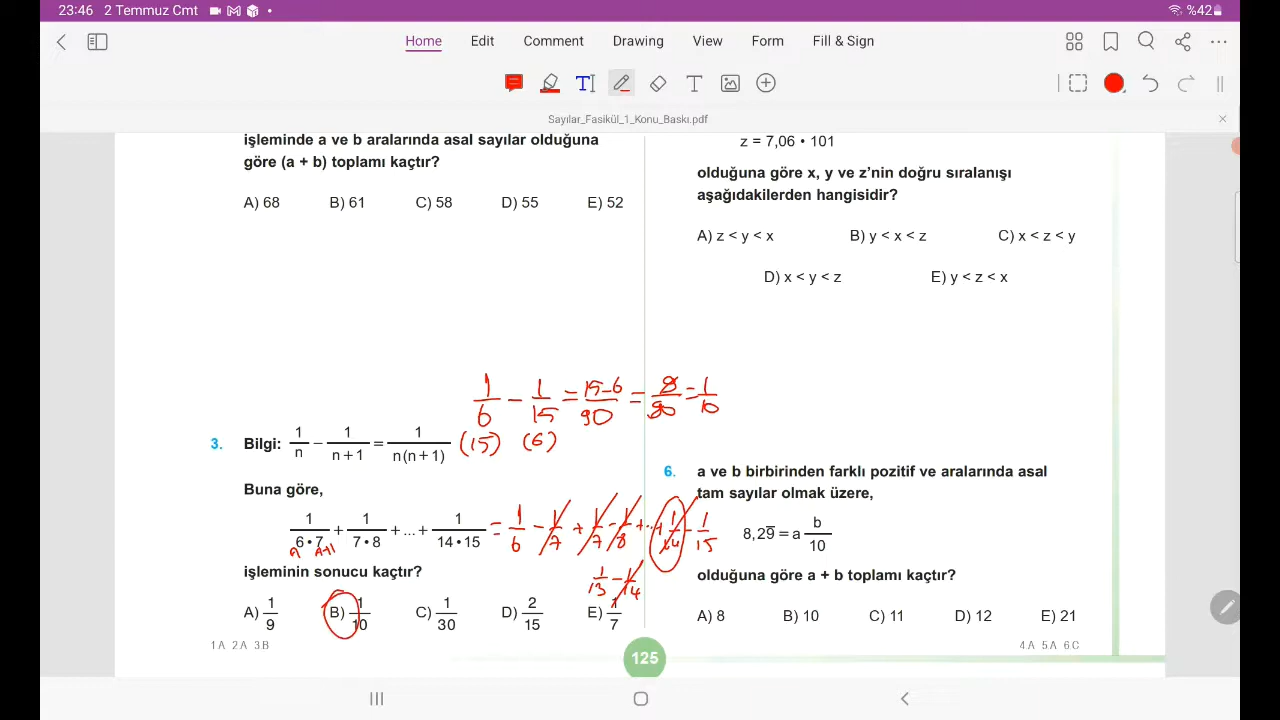 23:46 2 Temmuz Cmt
%42
Home Edit Comment Drawing View Form Fill & Sign
Sayılar_Fasikül_1_Konu_Baskı.pdf
işleminde a ve b aralarında asal sayılar olduğuna
göre (a + b) toplamı kaçtır?
A) 68 B) 61 C) 58 D) 55 E) 52
1/6 − 1/15 = 15−6/90 = 9/90 = 1/10
(15) (6)
3. Bilgi: 1/n − 1/n + 1 = 1/n(n + 1)
Buna göre,
1/6 • 7 + 1/7 • 8 + ... + 1/14 • 15 = 1/6 − 1/7 + 1/7 − 1/8 + ... + 1/14 − 1/15
n n+1
1/13 − 1/14
işleminin sonucu kaçtır?
A) 1/9 B) 1/10 C) 1/30 D) 2/15 E) 1/7
1A 2A 3B
z = 7,06 • 101
olduğuna göre x, y ve z’nin doğru sıralanışı
aşağıdakilerden hangisidir?
A) z < y < x B) y < x < z C) x < z < y
D) x < y < z E) y < z < x
6. a ve b birbirinden farklı pozitif ve aralarında asal
tam sayılar olmak üzere,
8,29̅ = a b/10
olduğuna göre a + b toplamı kaçtır?
A) 8 B) 10 C) 11 D) 12 E) 21
4A 5A 6C
125